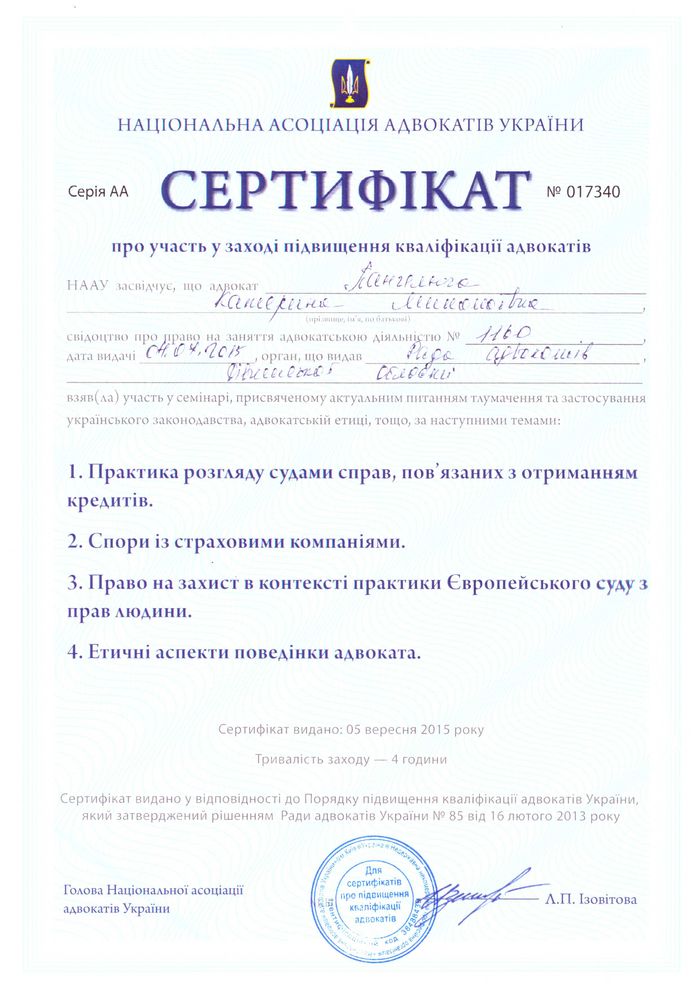 НАЦІОНАЛЬНА АСОЦІАЦІЯ АДВОКАТІВ УКРАЇНИ
Серія АА СЕРТИФІКАТ № 017340
про участь у заході підвищення кваліфікації адвокатів
НААУ засвідчує, що адвокат
Катерина
(прізвище, ім'я, по батькові)
свідоцтво про право на заняття адвокатською діяльністю № 1160 ,
дата видачі 04.04.2015 , орган, що видав Рада адвокатів
області ,
взяв(ла) участь у семінарі, присвяченому актуальним питанням тлумачення та застосування
українського законодавства, адвокатській етиці, тощо, за наступними темами:
1. Практика розгляду судами справ, пов'язаних з отриманням
кредитів.
2. Спори із страховими компаніями.
3. Право на захист в контексті практики Європейського суду з
прав людини.
4. Етичні аспекти поведінки адвоката.
Сертифікат видано: 05 вересня 2015 року
Тривалість заходу — 4 години
Сертифікат видано у відповідності до Порядку підвищення кваліфікації адвокатів України,
який затверджений рішенням Ради адвокатів України № 85 від 16 лютого 2013 року
Для
сертифікатів
про підвищення
кваліфікації
адвокатів
Голова Національної асоціації
адвокатів України
Л.П. Ізовітова